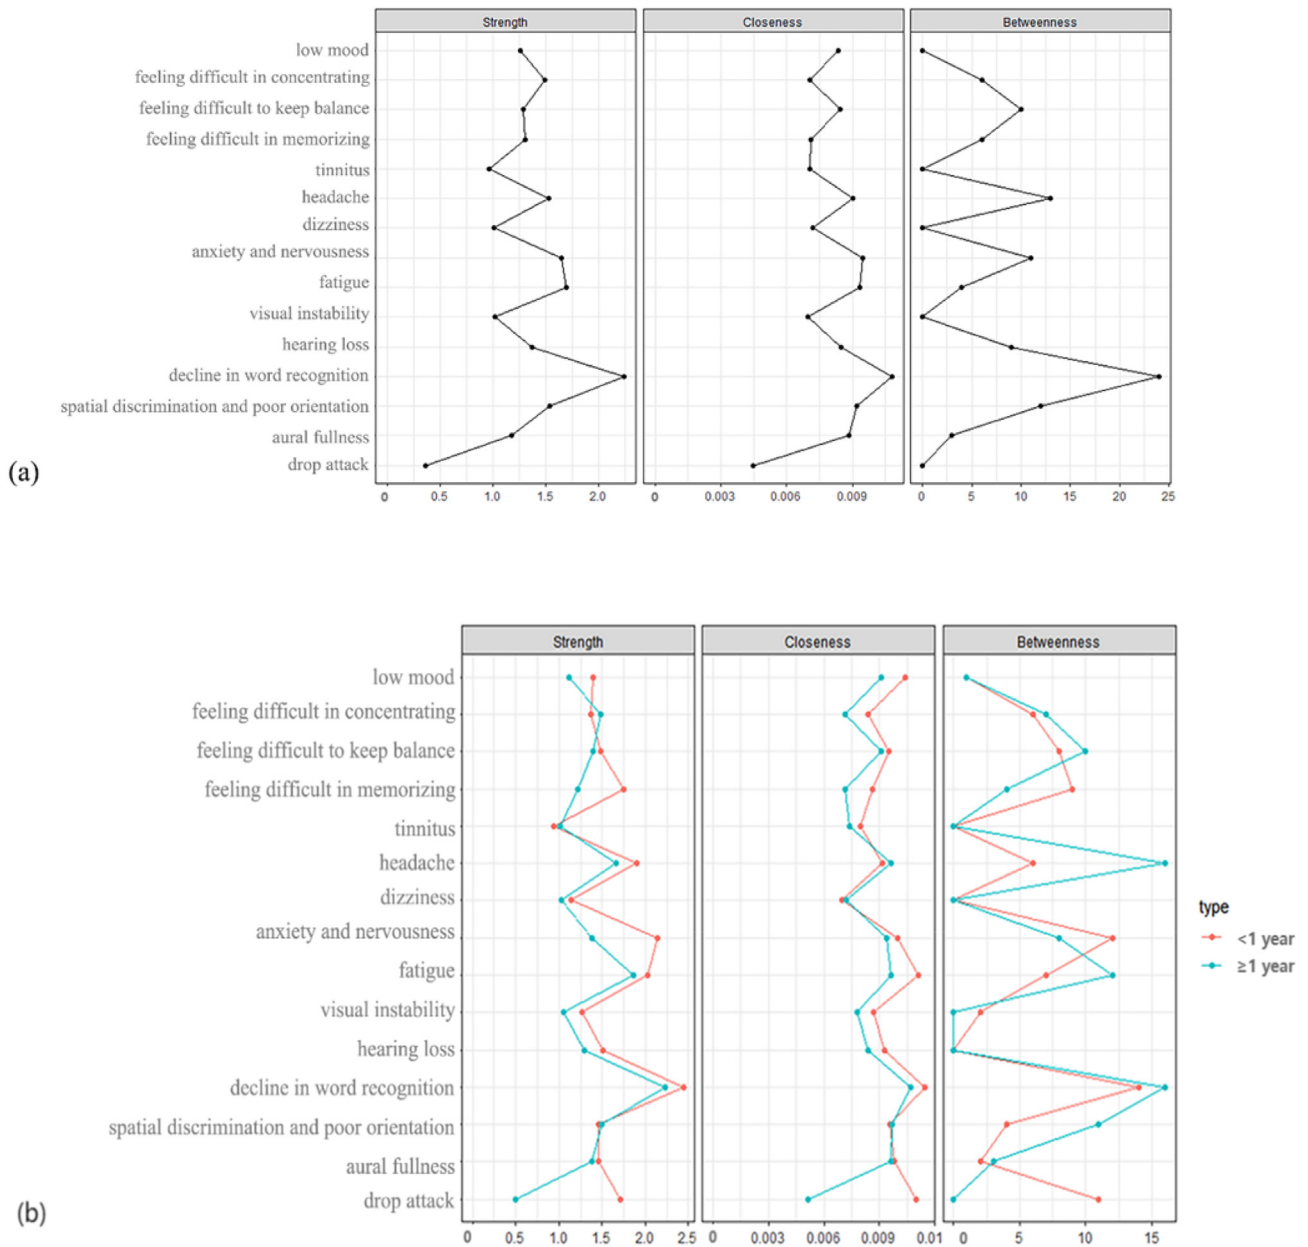 Strength Closeness Betweenness
low mood
feeling difficult in concentrating
feeling difficult to keep balance
feeling difficult in memorizing
tinnitus
headache
dizziness
anxiety and nervousness
fatigue
visual instability
hearing loss
decline in word recognition
spatial discrimination and poor orientation
aural fullness
drop attack
(a)
0 0.5 1.0 1.5 2.0 0 0.003 0.006 0.009 0 5 10 15 20 25
Strength Closeness Betweenness
low mood
feeling difficult in concentrating
feeling difficult to keep balance
feeling difficult in memorizing
tinnitus
headache
dizziness
anxiety and nervousness
fatigue
visual instability
hearing loss
decline in word recognition
spatial discrimination and poor orientation
aural fullness
drop attack
type
<1 year
≥1 year
(b)
0 0.5 1.0 1.5 2.0 2.5 0 0.003 0.006 0.009 0.01 0 5 10 15